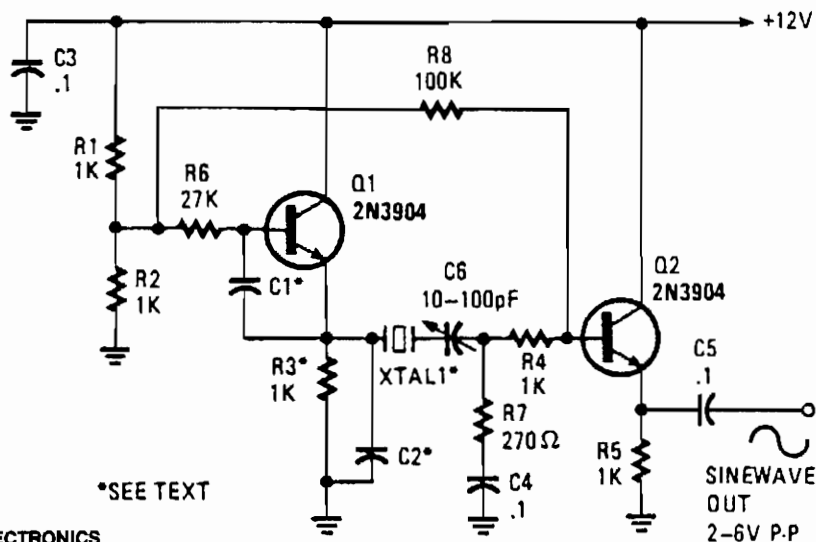 +12V
C3
.1
R8
100K
R1
1K
R6
27K
Q1
2N3904
R2
1K
C1*
C6
10-100pF
Q2
2N3904
R3*
1K
XTAL1*
R4
1K
C5
.1
R7
270Ω
C2*
R5
1K
*SEE TEXT
C4
.1
SINEWAVE
OUT
2-6V P-P
ECTRONICS